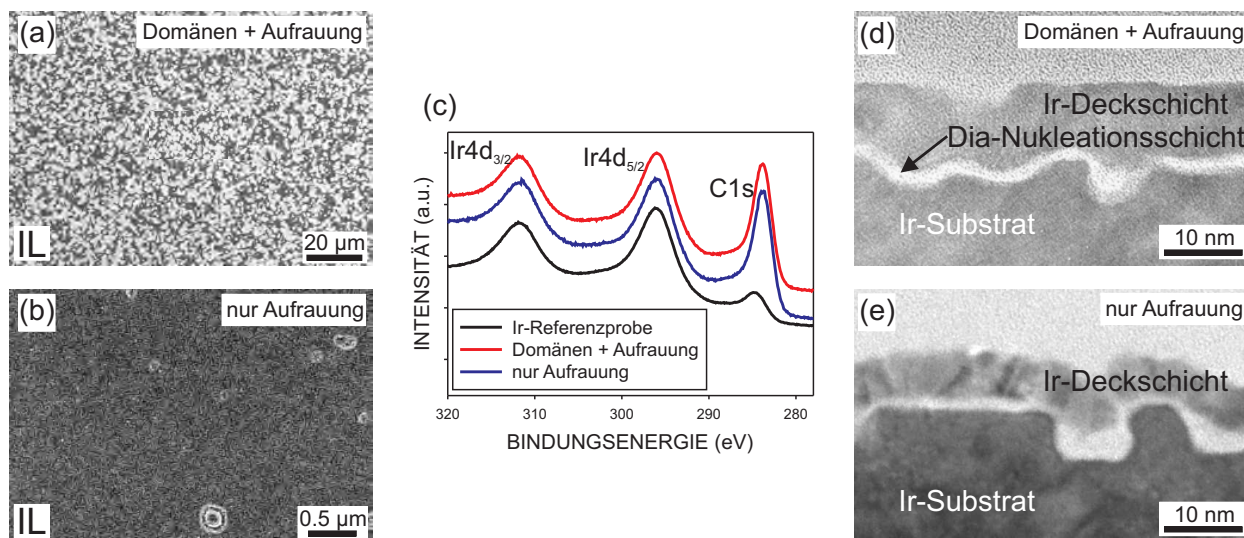 (a) Domänen + Aufrauung
IL
20 µm
(b) nur Aufrauung
IL
0.5 µm
(c)
Ir4d3/2
Ir4d5/2
C1s
INTENSITÄT (a.u.)
Ir-Referenzprobe
Domänen + Aufrauung
nur Aufrauung
320 310 300 290 280
BINDUNGSENERGIE (eV)
(d) Domänen + Aufrauung
Ir-Deckschicht
Dia-Nukleationsschicht
Ir-Substrat
10 nm
(e) nur Aufrauung
Ir-Deckschicht
Ir-Substrat
10 nm